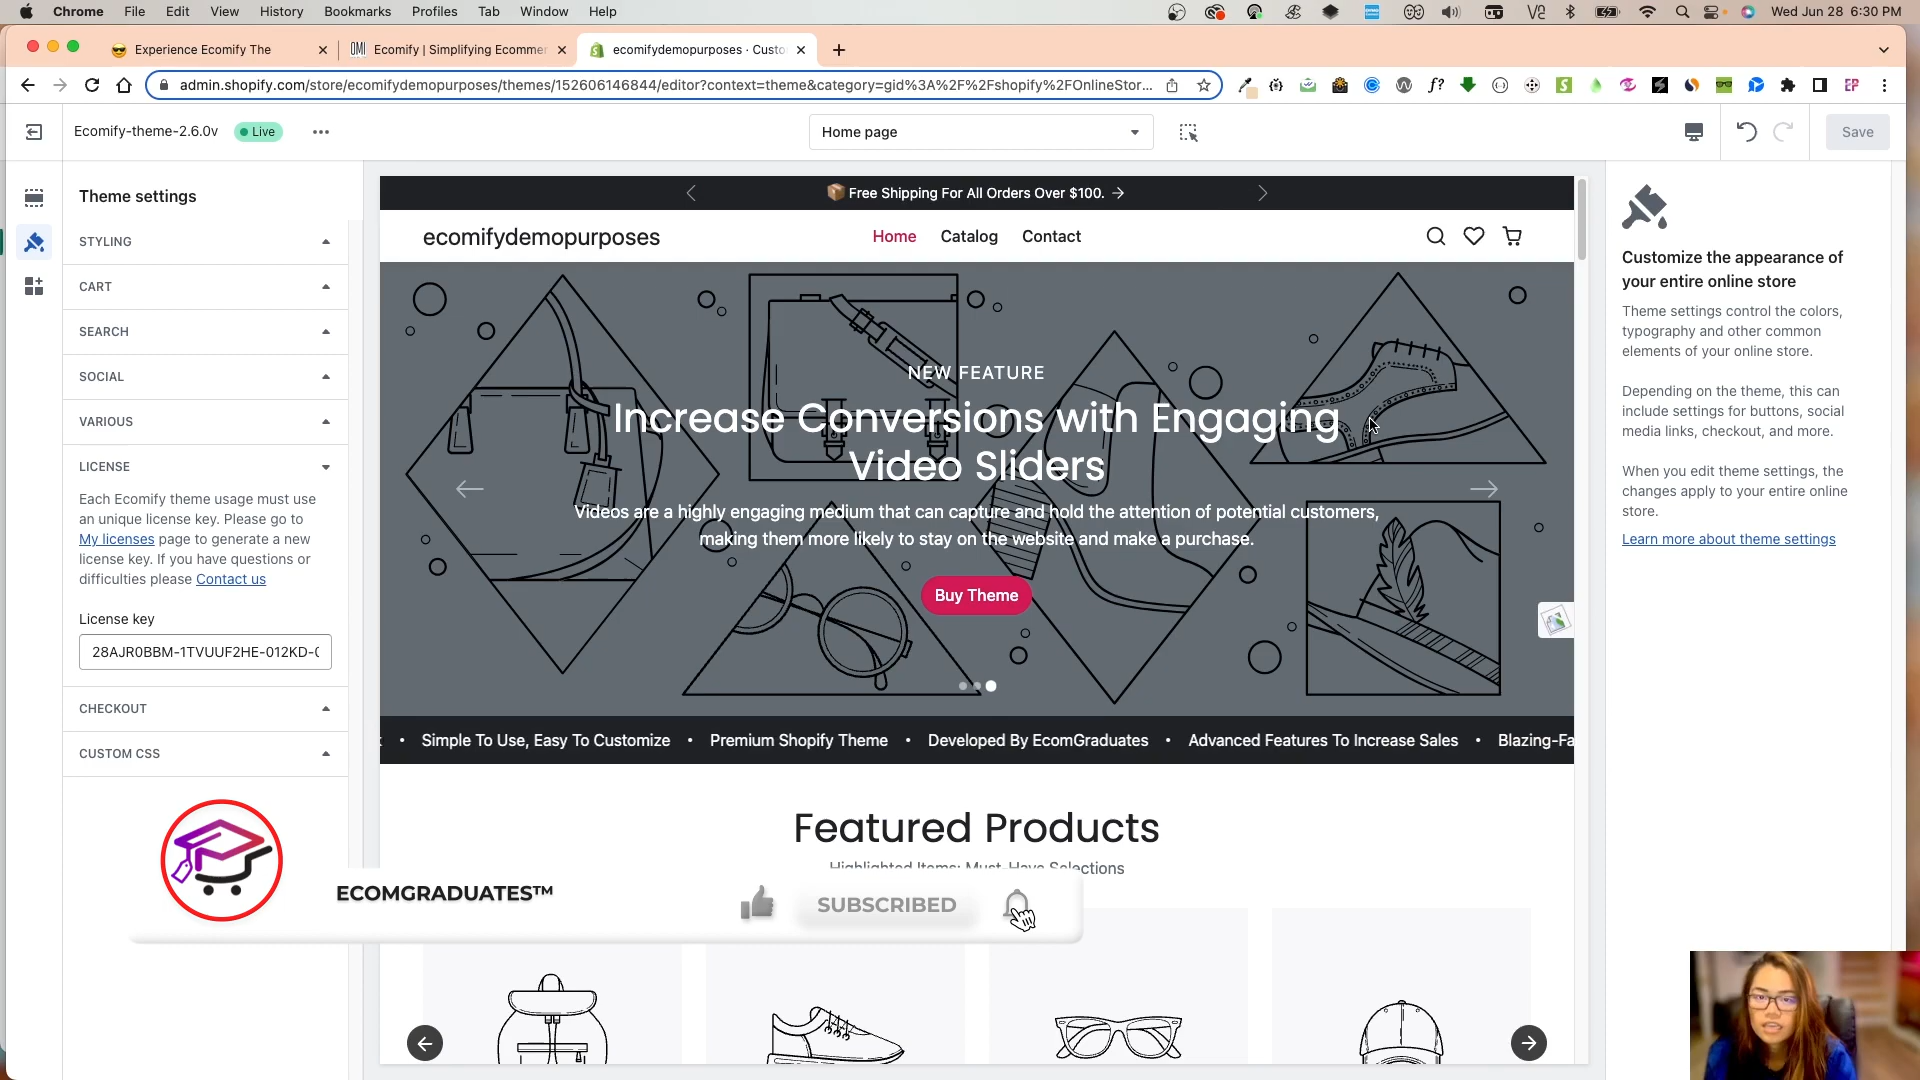 Chrome File Edit View History Bookmarks Profiles Tab Window Help
Wed Jun 28 6:30 PM
Experience Ecomify The
Ecomify | Simplifying Ecommer
ecomifydemopurposes · Custo
admin.shopify.com/store/ecomifydemopurposes/themes/152606146844/editor?context=theme&category=gid%3A%2F%2Fshopify%2FOnlineStor...
Ecomify-theme-2.6.0v
Live
Home page
Save
Theme settings
STYLING
CART
SEARCH
SOCIAL
VARIOUS
LICENSE
Each Ecomify theme usage must use
an unique license key. Please go to
My licenses page to generate a new
license key. If you have questions or
difficulties please Contact us
License key
28AJR0BBM-1TVUUF2HE-012KD-
CHECKOUT
CUSTOM CSS
Free Shipping For All Orders Over $100. →
ecomifydemopurposes
Home Catalog Contact
NEW FEATURE
Increase Conversions with Engaging
Video Sliders
Videos are a highly engaging medium that can capture and hold the attention of potential customers,
making them more likely to stay on the website and make a purchase.
Buy Theme
• Simple To Use, Easy To Customize • Premium Shopify Theme • Developed By EcomGraduates • Advanced Features To Increase Sales • Blazing-Fa
Featured Products
Highlighted Items: Must-Have Selections
ECOMGRADUATES™
SUBSCRIBED
Customize the appearance of
your entire online store
Theme settings control the colors,
typography and other common
elements of your online store.
Depending on the theme, this can
include settings for buttons, social
media links, checkout, and more.
When you edit theme settings, the
changes apply to your entire online
store.
Learn more about theme settings